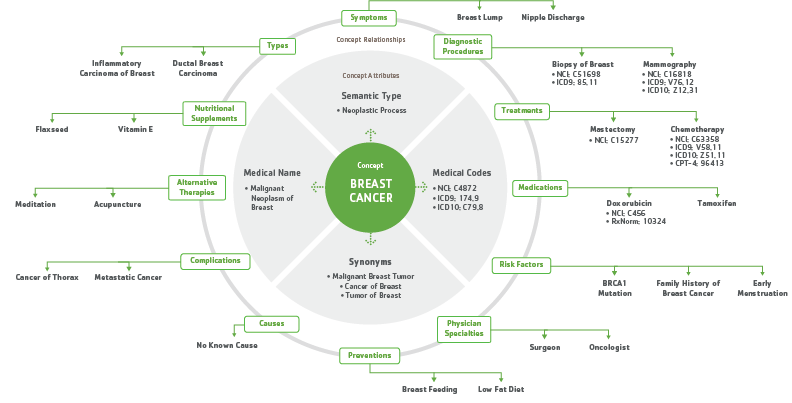 Symptoms
Breast Lump
Nipple Discharge
Concept Relationships
Types
Inflammatory
Carcinoma of Breast
Ductal Breast
Carcinoma
Diagnostic
Procedures
Biopsy of Breast
• NCI: C51698
• ICD9: 85,11
Mammography
• NCI: C16818
• ICD9: V76,12
• ICD10: Z12,31
Concept Attributes
Semantic Type
• Neoplastic Process
Nutritional
Supplements
Flaxseed
Vitamin E
Treatments
Mastectomy
• NCI: C15277
Chemotherapy
• NCI: C63358
• ICD9: V58,11
• ICD10: Z51,11
• CPT-4: 96413
Concept
BREAST
CANCER
Medical Name
• Malignant
Neoplasm of
Breast
Medical Codes
• NCI: C4872
• ICD9: 174,9
• ICD10: C79,8
Alternative
Therapies
Meditation
Acupuncture
Medications
Doxorubicin
• NCI: C456
• RxNorm: 10324
Tamoxifen
Synonyms
• Malignant Breast Tumor
• Cancer of Breast
• Tumor of Breast
Complications
Cancer of Thorax
Metastatic Cancer
Risk Factors
BRCA1
Mutation
Family History of
Breast Cancer
Early
Menstruation
Causes
No Known Cause
Physician
Specialties
Surgeon
Oncologist
Preventions
Breast Feeding
Low Fat Diet